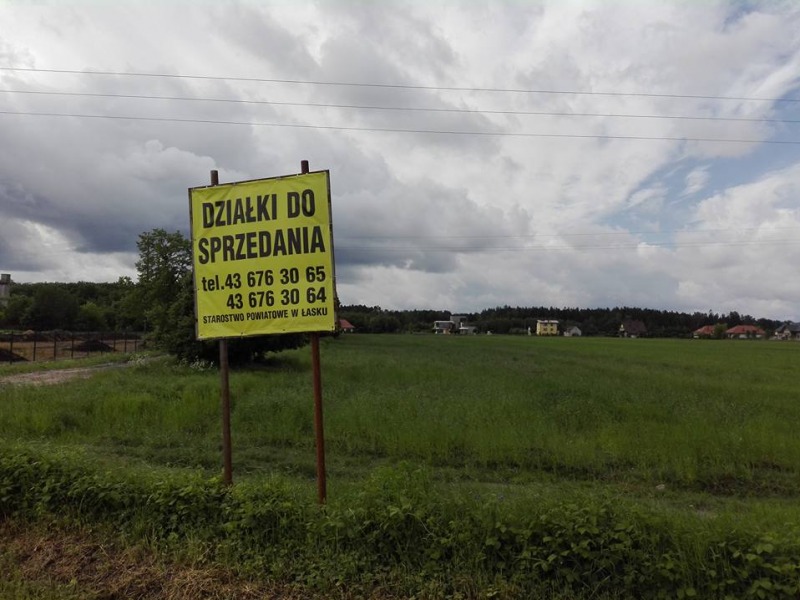 DZIAŁKI DO
SPRZEDANIA
tel.43 676 30 65
43 676 30 64
STAROSTWO POWIATOWE W ŁASKU